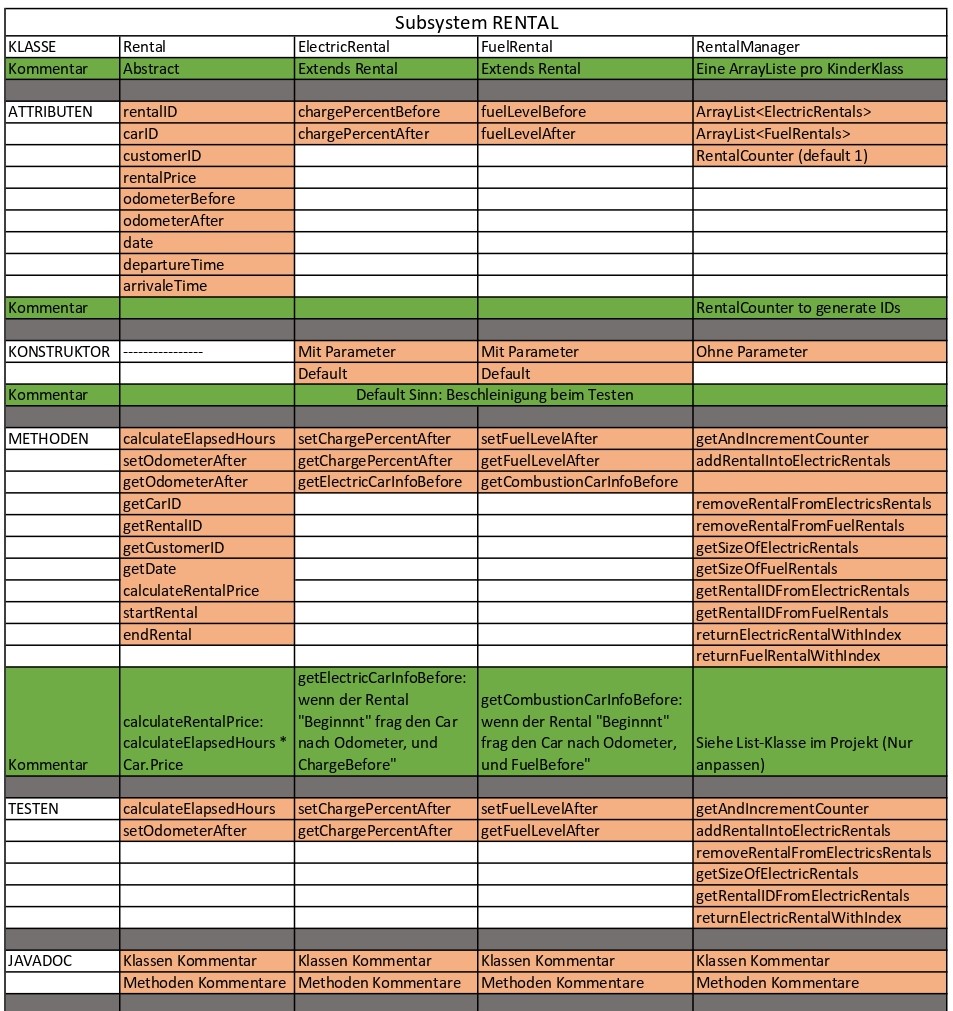 Subsystem RENTAL
KLASSE Rental ElectricRental FuelRental RentalManager
Kommentar Abstract Extends Rental Extends Rental Eine ArrayListe pro KinderKlass
ATTRIBUTEN rentalID chargePercentBefore fuelLevelBefore ArrayList<ElectricRentals>
carID chargePercentAfter fuelLevelAfter ArrayList<FuelRentals>
customerID RentalCounter (default 1)
rentalPrice
odometerBefore
odometerAfter
date
departureTime
arrivaleTime
Kommentar RentalCounter to generate IDs
KONSTRUKTOR ---------------- Mit Parameter Mit Parameter Ohne Parameter
Default Default
Kommentar Default Sinn: Beschleinigung beim Testen
METHODEN calculateElapsedHours setChargePercentAfter setFuelLevelAfter getAndIncrementCounter
setOdometerAfter getChargePercentAfter getFuelLevelAfter addRentalIntoElectricRentals
getOdometerAfter getElectricCarInfoBefore getCombustionCarInfoBefore
getCarID removeRentalFromElectricsRentals
getRentalID removeRentalFromFuelRentals
getCustomerID getSizeOfElectricRentals
getDate getSizeOfFuelRentals
calculateRentalPrice getRentalIDFromElectricRentals
startRental getRentalIDFromFuelRentals
endRental returnElectricRentalWithIndex
returnFuelRentalWithIndex
getElectricCarInfoBefore:
wenn der Rental getCombustionCarInfoBefore:
calculateRentalPrice: "Beginnnt" frag den Car wenn der Rental "Beginnnt"
calculateElapsedHours * nach Odometer, und frag den Car nach Odometer, Siehe List-Klasse im Projekt (Nur
Kommentar Car.Price ChargeBefore" und FuelBefore" anpassen)
TESTEN calculateElapsedHours setChargePercentAfter setFuelLevelAfter getAndIncrementCounter
setOdometerAfter getChargePercentAfter getFuelLevelAfter addRentalIntoElectricRentals
removeRentalFromElectricsRentals
getSizeOfElectricRentals
getRentalIDFromElectricRentals
returnElectricRentalWithIndex
JAVADOC Klassen Kommentar Klassen Kommentar Klassen Kommentar Klassen Kommentar
Methoden Kommentare Methoden Kommentare Methoden Kommentare Methoden Kommentare